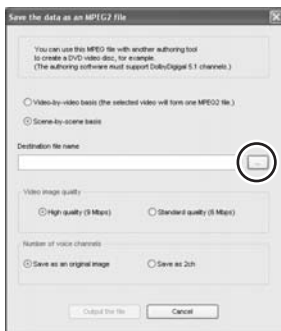 Save the data as an MPEG2 file
You can use this MPEG file with another authoring tool
to create a DVD video disc, for example.
(The authoring software must support DolbyDigigal 5.1 channels.)
Video-by-video basis (the selected video will form one MPEG2 file.)
Scene-by-scene basis
Destination file name
...
Video image quality
High quality (9 Mbps)
Standard quality (6 Mbps)
Number of voice channels
Save as an original image
Save as 2ch
Output the file
Cancel